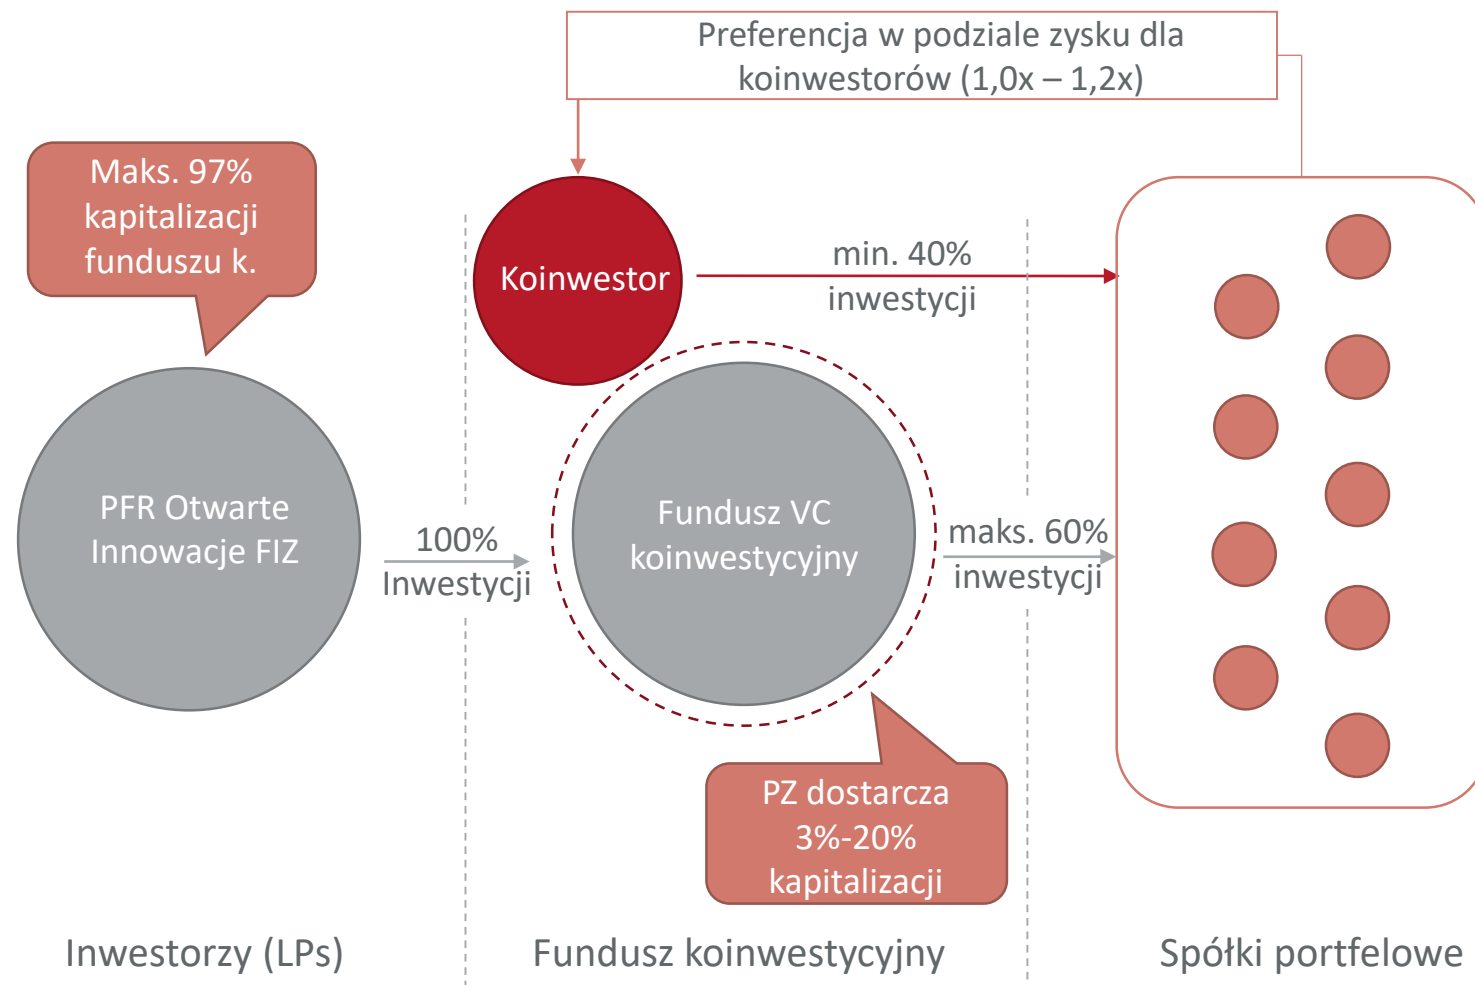 Preferencja w podziale zysku dla
koinwestorów (1,0x – 1,2x)
Maks. 97%
kapitalizacji
funduszu k.
Koinwestor
min. 40%
inwestycji
PFR Otwarte
Innowacje FIZ
100%
Inwestycji
Fundusz VC
koinwestycyjny
maks. 60%
inwestycji
PZ dostarcza
3%-20%
kapitalizacji
Inwestorzy (LPs)
Fundusz koinwestycyjny
Spółki portfelowe